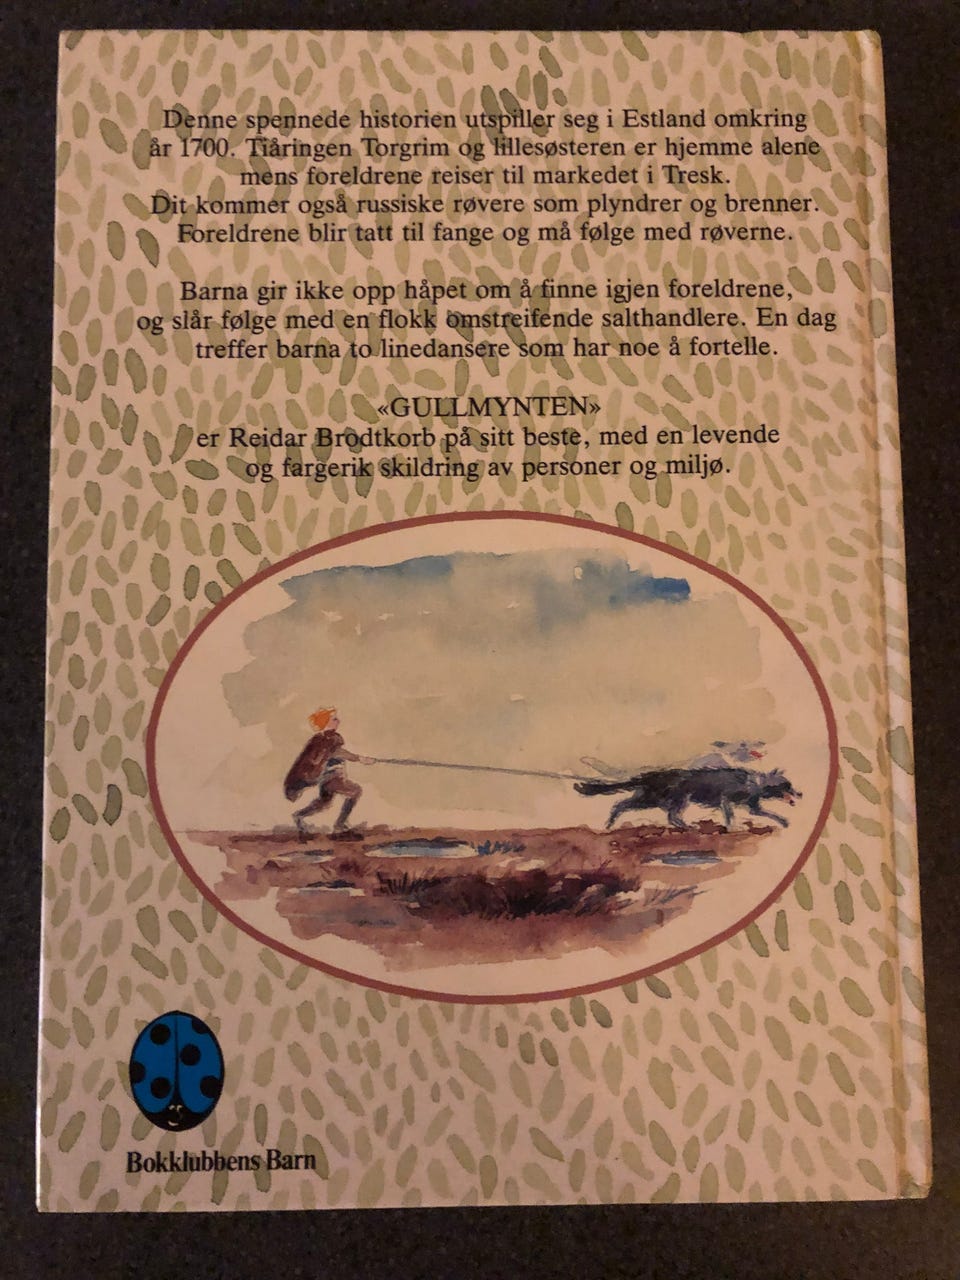 Denne spennede historien utspiller seg i Estland omkring
år 1700. Tiåringen Torgrim og lillesøsteren er hjemme alene
mens foreldrene reiser til markedet i Tresk.
Dit kommer også russiske røvere som plyndrer og brenner.
Foreldrene blir tatt til fange og må følge med røverne.
Barna gir ikke opp håpet om å finne igjen foreldrene,
og slår følge med en flokk omstreifende salthandlere. En dag
treffer barna to linedansere som har noe å fortelle.
«GULLMYNTEN»
er Reidar Brodtkorb på sitt beste, med en levende
og fargerik skildring av personer og miljø.
Bokklubbens Barn